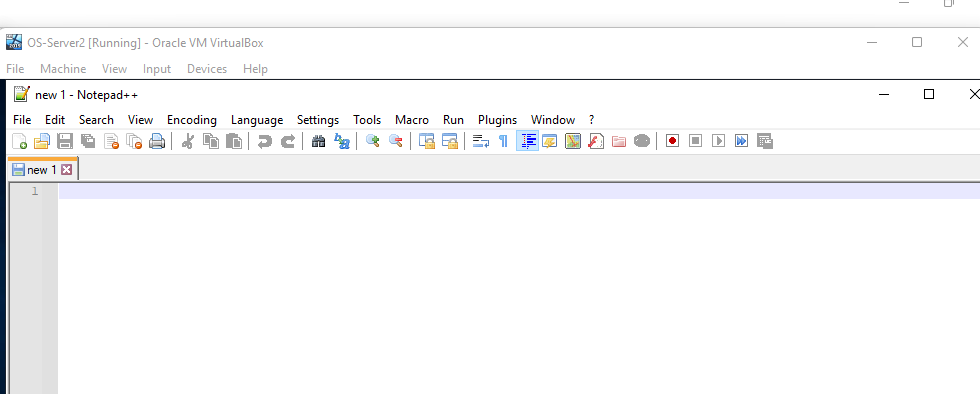 OS-Server2 [Running] - Oracle VM VirtualBox
File Machine View Input Devices Help
new 1 - Notepad++
File Edit Search View Encoding Language Settings Tools Macro Run Plugins Window ?
new 1
1